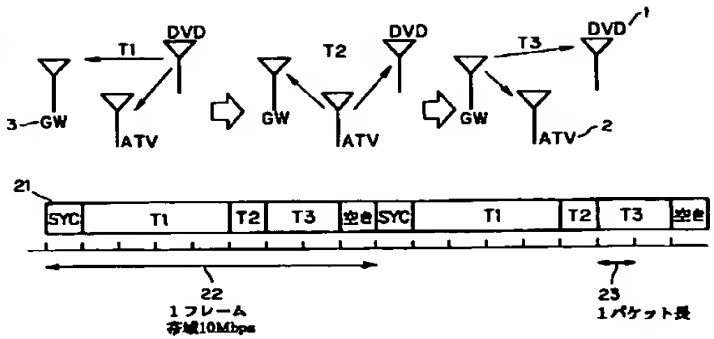 DVD 1
T1
T2
DVD
T3
DVD
3 GW
ATV
GW
ATV
GW
ATV 2
21
SYC T1 T2 T3 空き SYC T1 T2 T3 空き
22
1フレーム
帯域10Mbps
23
1パケット長